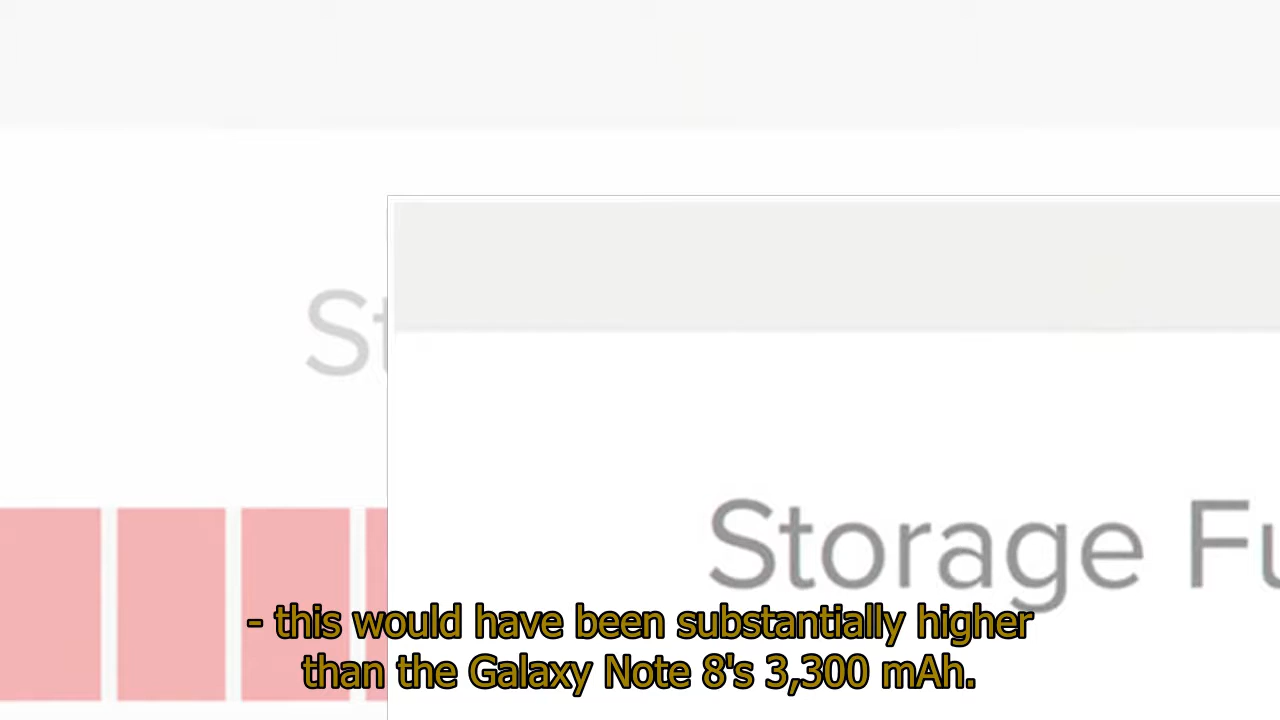 St
Storage Fu
- this would have been substantially higher
than the Galaxy Note 8's 3,300 mAh.